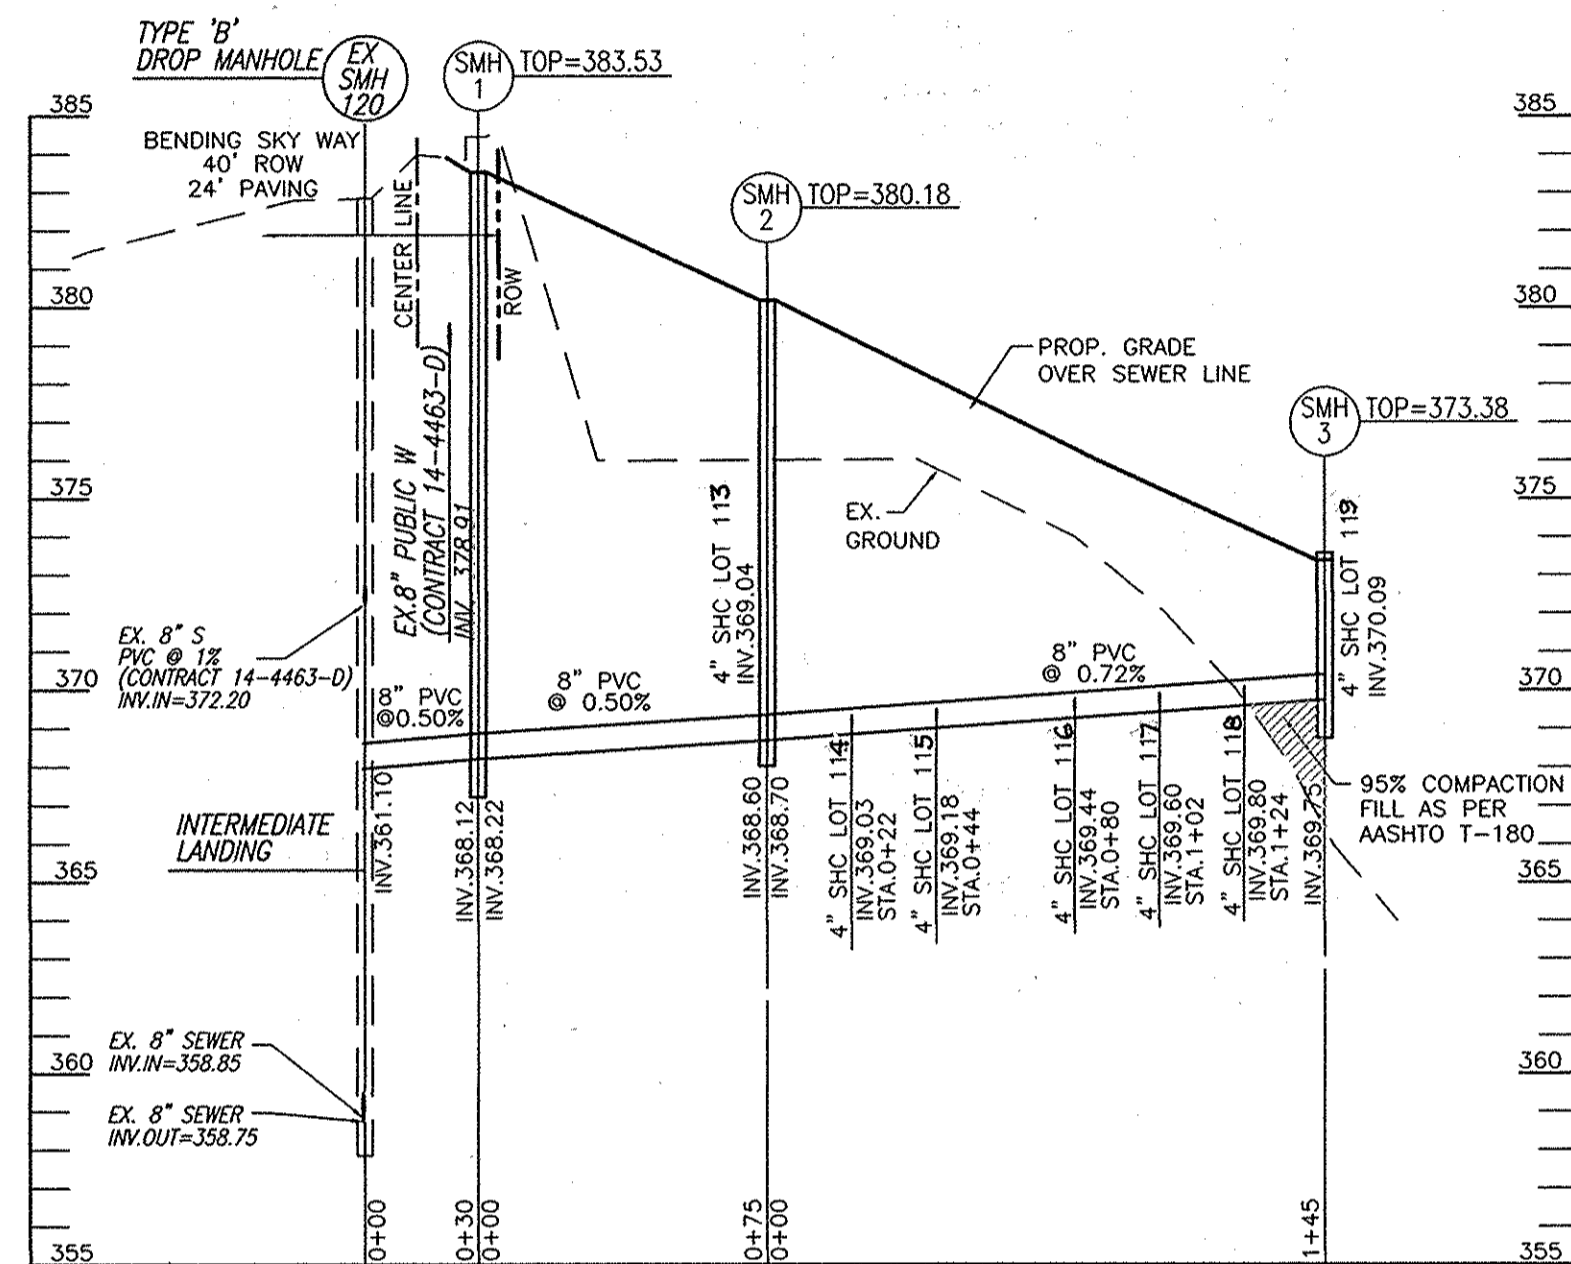 TYPE 'B'
DROP MANHOLE
EX
SMH
120
SMH
1
TOP=383.53
385
385
BENDING SKY WAY
40' ROW
24' PAVING
CENTER LINE
ROW
SMH
2
TOP=380.18
380
380
PROP. GRADE
OVER SEWER LINE
SMH
3
TOP=373.38
EX.8" PUBLIC W
(CONTRACT 14-4463-D)
INV. 378.91
375
375
4" SHC LOT 113
INV.369.04
EX.
GROUND
4" SHC LOT 119
INV.370.09
EX. 8" S
PVC @ 1%
(CONTRACT 14-4463-D)
INV.IN=372.20
370
370
8" PVC
@0.50%
8" PVC
@ 0.50%
8" PVC
@ 0.72%
INV.361.10
INV.368.12
INV.368.22
INV.368.60
INV.368.70
4" SHC LOT 114
INV.369.03
STA.0+22
4" SHC LOT 115
INV.369.18
STA.0+44
4" SHC LOT 116
INV.369.44
STA.0+80
4" SHC LOT 117
INV.369.60
STA.1+02
4" SHC LOT 118
INV.369.80
STA.1+24
INV.369.75
95% COMPACTION
FILL AS PER
AASHTO T-180
INTERMEDIATE
LANDING
365
365
EX. 8" SEWER
INV.IN=358.85
360
360
EX. 8" SEWER
INV.OUT=358.75
0+00
0+30
0+00
0+75
0+00
1+45
355
355